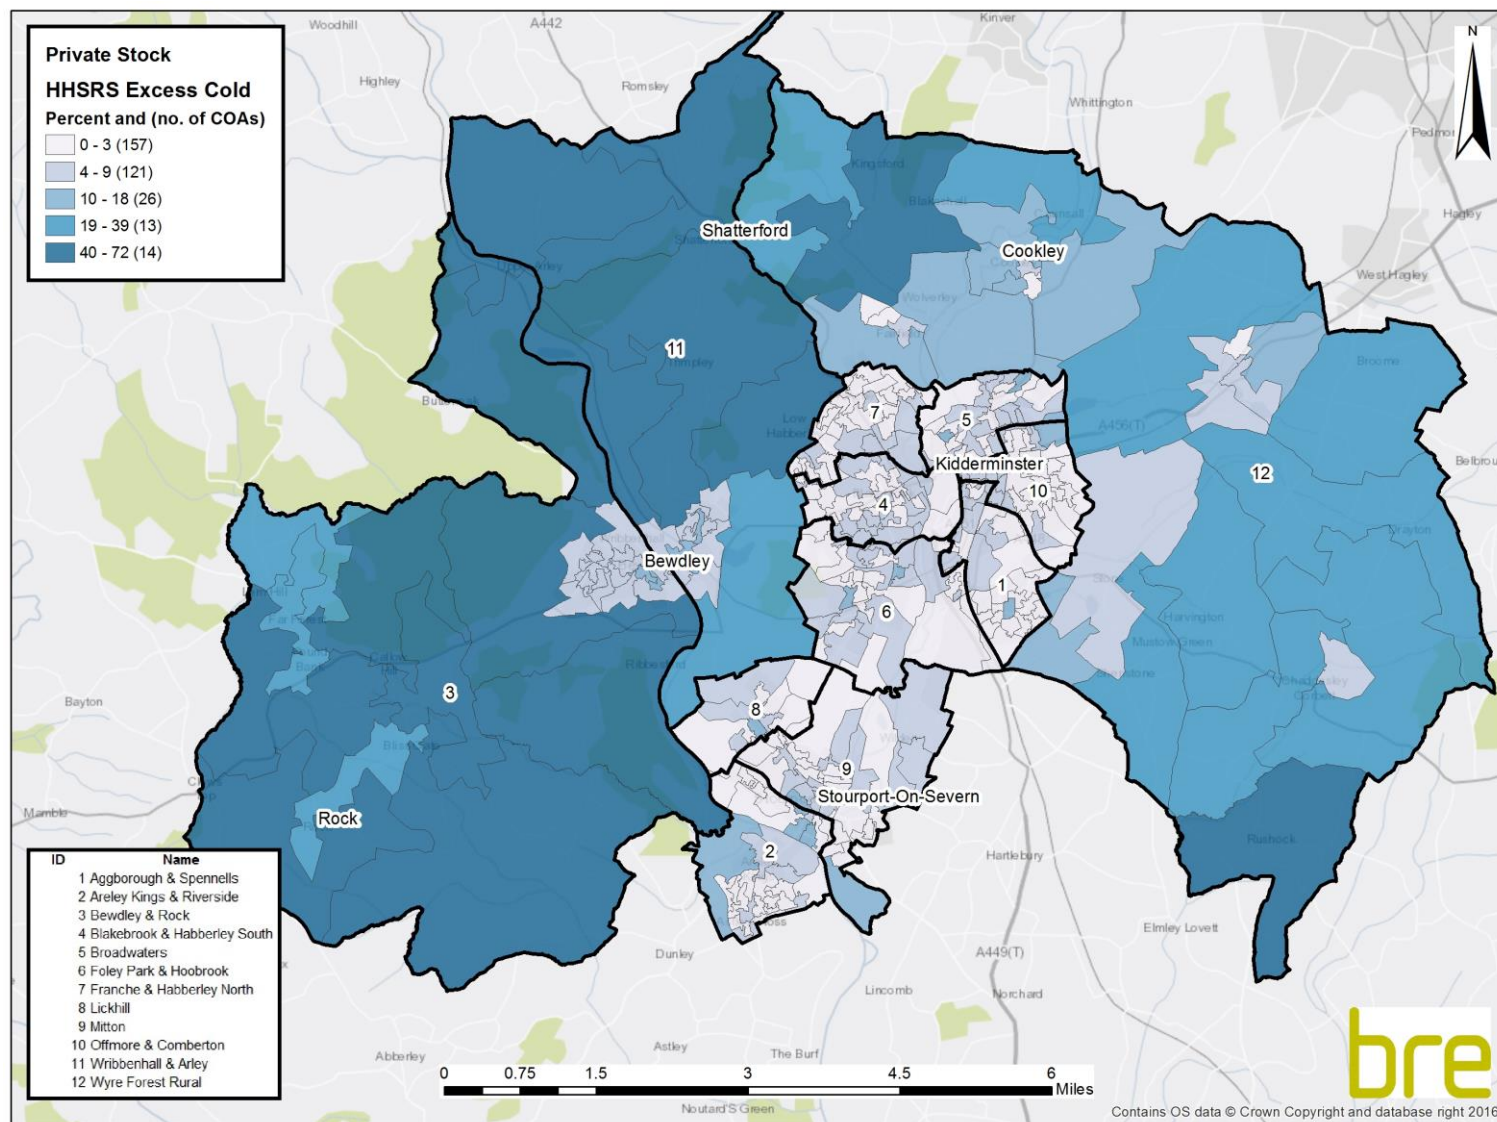 Private Stock
HHSRS Excess Cold
Percent and (no. of COAs)
0 - 3 (157)
4 - 9 (121)
10 - 18 (26)
19 - 39 (13)
40 - 72 (14)
Woodhill
A442
Kinver
N
Highley
Romsley
Whittington
Kingsford
Hagley
Shatterford
Cookley
West Hagley
Wolverley
11
Trimpley
Broome
7
5
A456(T)
Kidderminster
12
4
10
Bewdley
1
6
Harvington
Mustow Green
Ribbesford
Bayton
3
8
9
Stourport-On-Severn
Mamble
Rock
Rushock
2
Hartlebury
Elmley Lovett
Dunley
A449(T)
Lincomb
Norchard
Astley
The Burf
Abberley
Noutard'S Green
ID Name
1 Aggborough & Spennells
2 Areley Kings & Riverside
3 Bewdley & Rock
4 Blakebrook & Habberley South
5 Broadwaters
6 Foley Park & Hoobrook
7 Franche & Habberley North
8 Lickhill
9 Mitton
10 Offmore & Comberton
11 Wribbenhall & Arley
12 Wyre Forest Rural
0 0.75 1.5 3 4.5 6
Miles
bre
Contains OS data © Crown Copyright and database right 2016